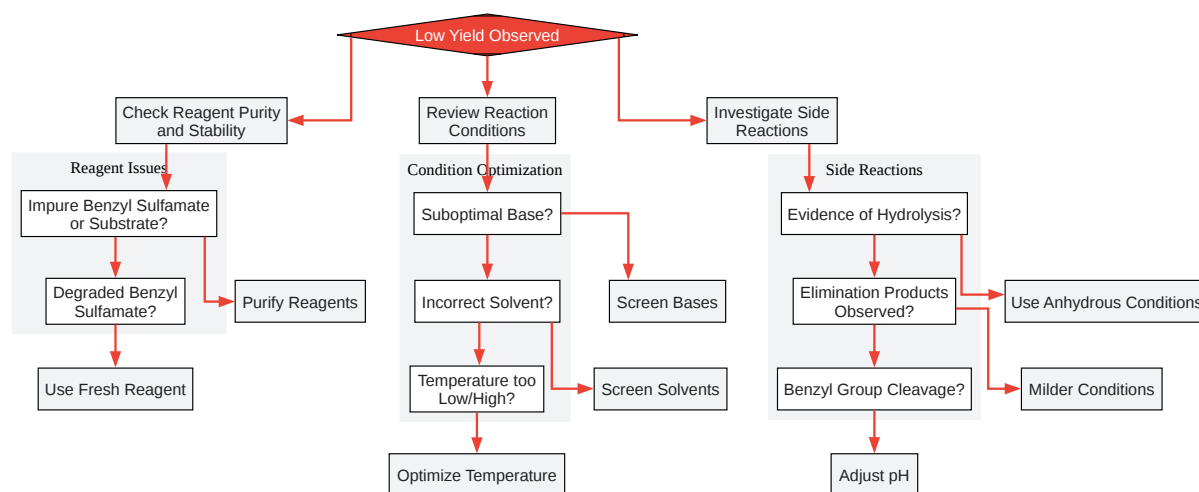 Low Yield Observed
Check Reagent Purity
and Stability
Review Reaction
Conditions
Investigate Side
Reactions
Reagent Issues
Condition Optimization
Side Reactions
Impure Benzyl Sulfamate
or Substrate?
Suboptimal Base?
Evidence of Hydrolysis?
Degraded Benzyl
Sulfamate?
Purify Reagents
Incorrect Solvent?
Screen Bases
Elimination Products
Observed?
Use Anhydrous Conditions
Use Fresh Reagent
Temperature too
Low/High?
Screen Solvents
Benzyl Group Cleavage?
Milder Conditions
Optimize Temperature
Adjust pH